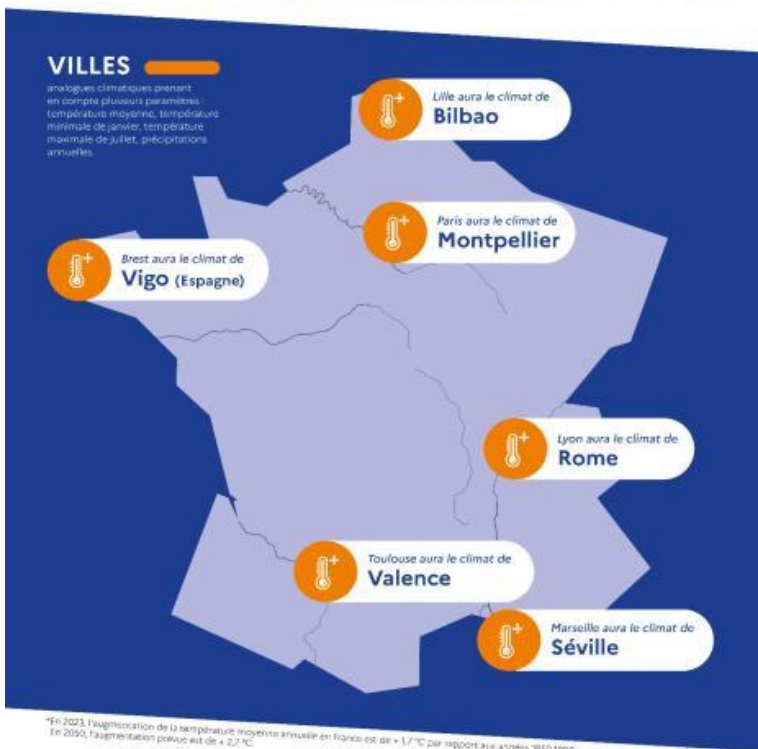 VILLES
analogues climatiques prenant
en compte plusieurs paramètres :
température moyenne, température
minimale de janvier, température
maximale de juillet, précipitations
annuelles
Lille aura le climat de
Bilbao
Paris aura le climat de
Montpellier
Brest aura le climat de
Vigo (Espagne)
Lyon aura le climat de
Rome
Toulouse aura le climat de
Valence
Marseille aura le climat de
Séville
*En 2023, l'augmentation de la température moyenne annuelle en France est de + 1,7 °C par rapport aux années
En 2050, l'augmentation prévue est de + 2,7 °C.